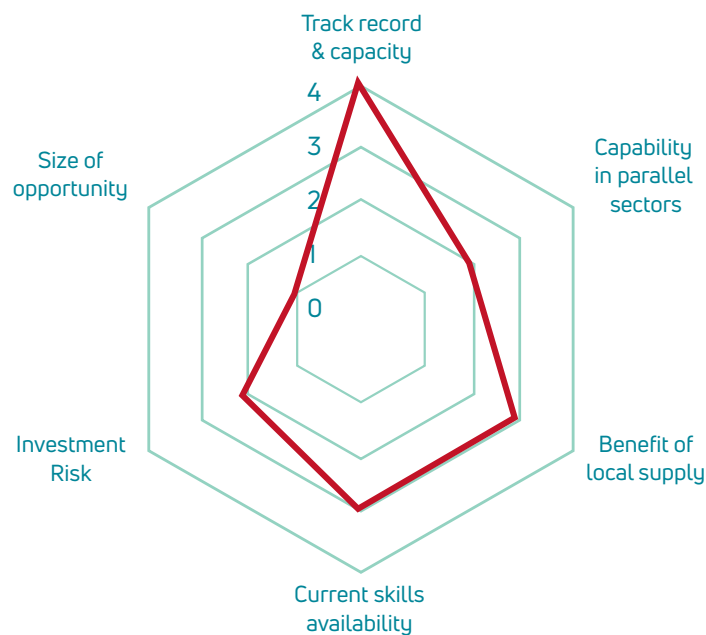 Track record
& capacity
4
3
2
1
0
Size of
opportunity
Capability
in parallel
sectors
Investment
Risk
Benefit of
local supply
Current skills
availability